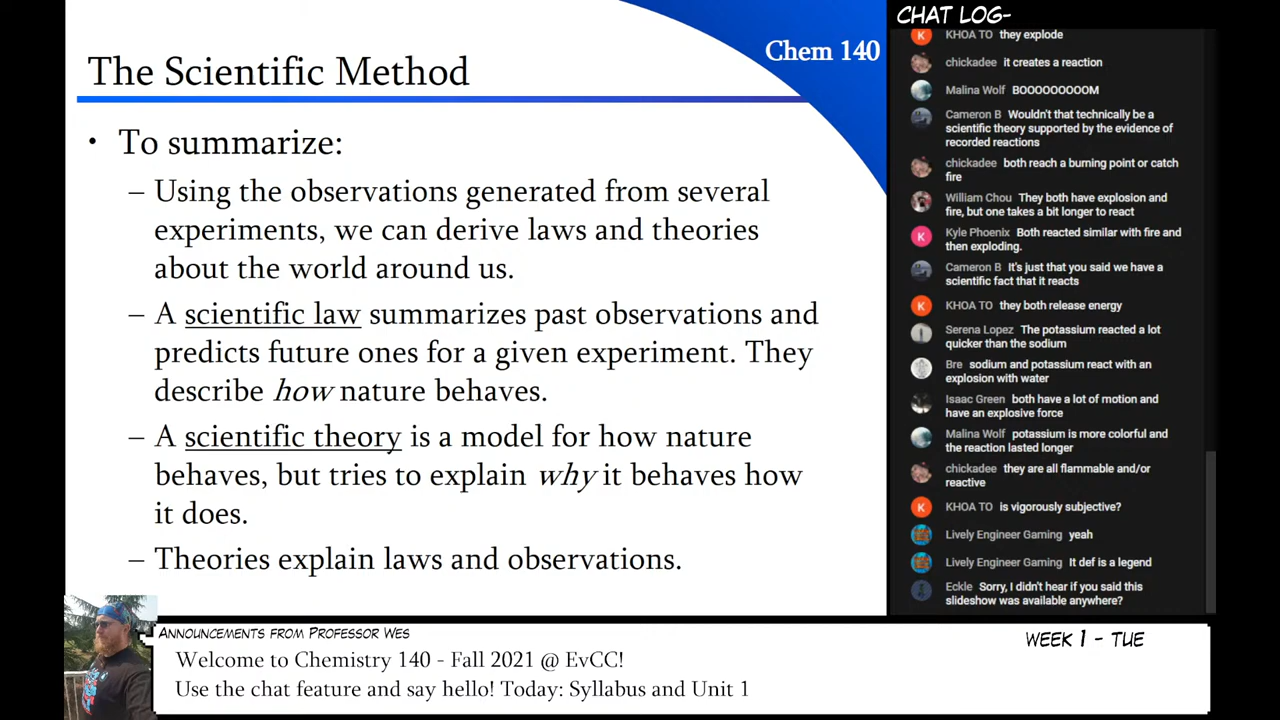 The Scientific Method
Chem 140
• To summarize:
– Using the observations generated from several
experiments, we can derive laws and theories
about the world around us.
– A scientific law summarizes past observations and
predicts future ones for a given experiment. They
describe how nature behaves.
– A scientific theory is a model for how nature
behaves, but tries to explain why it behaves how
it does.
– Theories explain laws and observations.
CHAT LOG-
K KHOA TO they explode
chickadee it creates a reaction
Malina Wolf BOOOOOOOOOM
Cameron B Wouldn't that technically be a
scientific theory supported by the evidence of
recorded reactions
chickadee both reach a burning point or catch
fire
William Chou They both have explosion and
fire, but one takes a bit longer to react
K Kyle Phoenix Both reacted similar with fire and
then exploding.
Cameron B It's just that you said we have a
scientific fact that it reacts
K KHOA TO they both release energy
Serena Lopez The potassium reacted a lot
quicker than the sodium
Bre sodium and potassium react with an
explosion with water
Isaac Green both have a lot of motion and
have an explosive force
Malina Wolf potassium is more colorful and
the reaction lasted longer
chickadee they are all flammable and/or
reactive
K KHOA TO is vigorously subjective?
Lively Engineer Gaming yeah
Lively Engineer Gaming It def is a legend
Eckle Sorry, I didn't hear if you said this
slideshow was available anywhere?
Announcements from Professor Wes
WEEK 1 - TUE
Welcome to Chemistry 140 - Fall 2021 @ EvCC!
Use the chat feature and say hello! Today: Syllabus and Unit 1